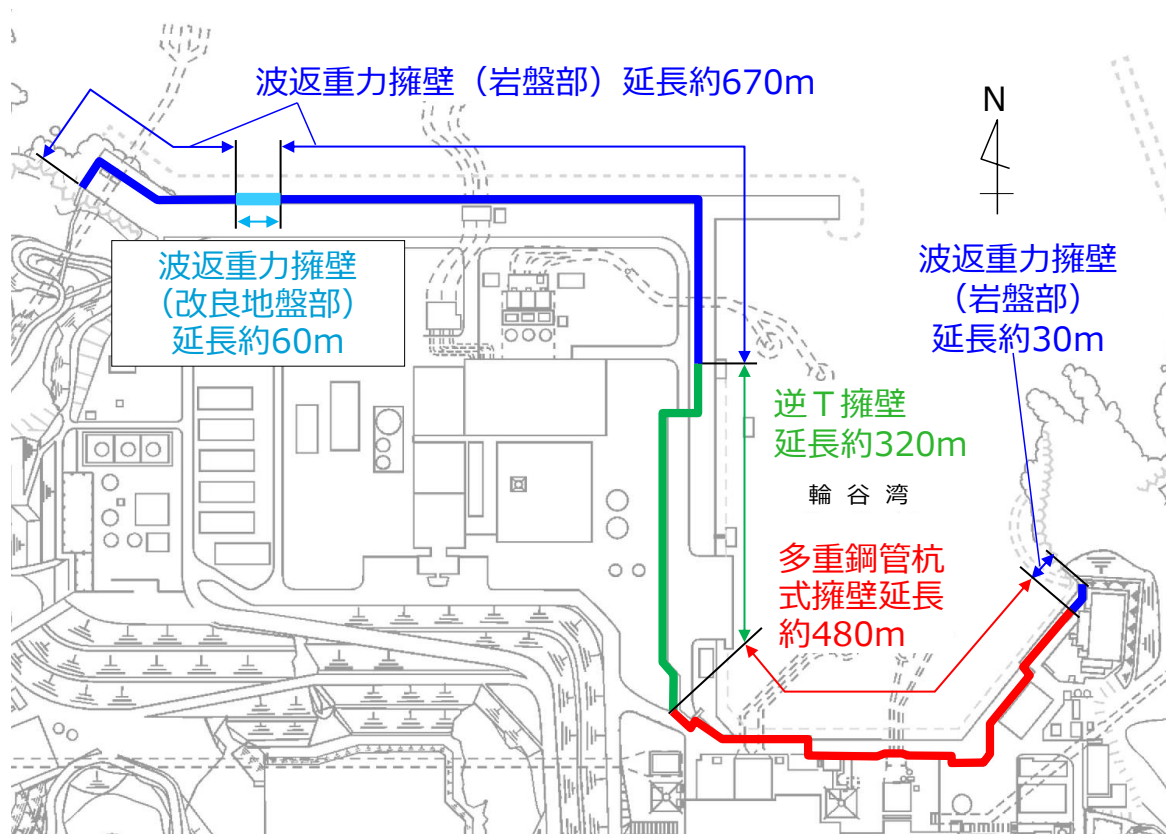 波返重力擁壁（岩盤部）延長約670m
N
波返重力擁壁
（改良地盤部）
延長約60m
波返重力擁壁
（岩盤部）
延長約30m
逆Ｔ擁壁
延長約320m
輪谷湾
多重鋼管杭
式擁壁延長
約480m